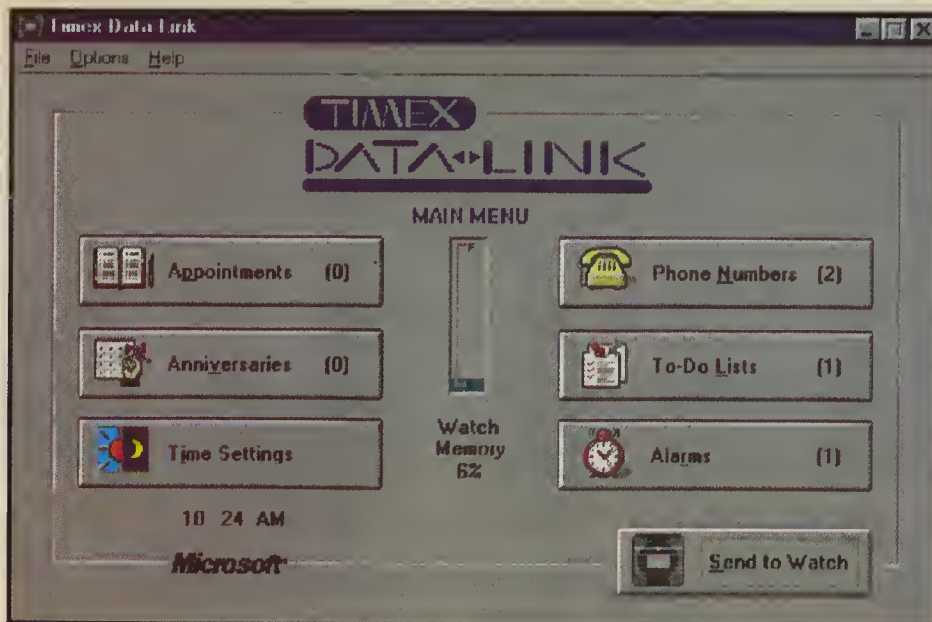 Timex Data Link
File Options Help
TIMEX
DATA LINK
MAIN MENU
Appointments (0)
Anniversaries (0)
Time Settings
10 24 AM
Microsoft
F
Watch
Memory
6%
Phone Numbers (2)
To-Do Lists (1)
Alarms (1)
Send to Watch